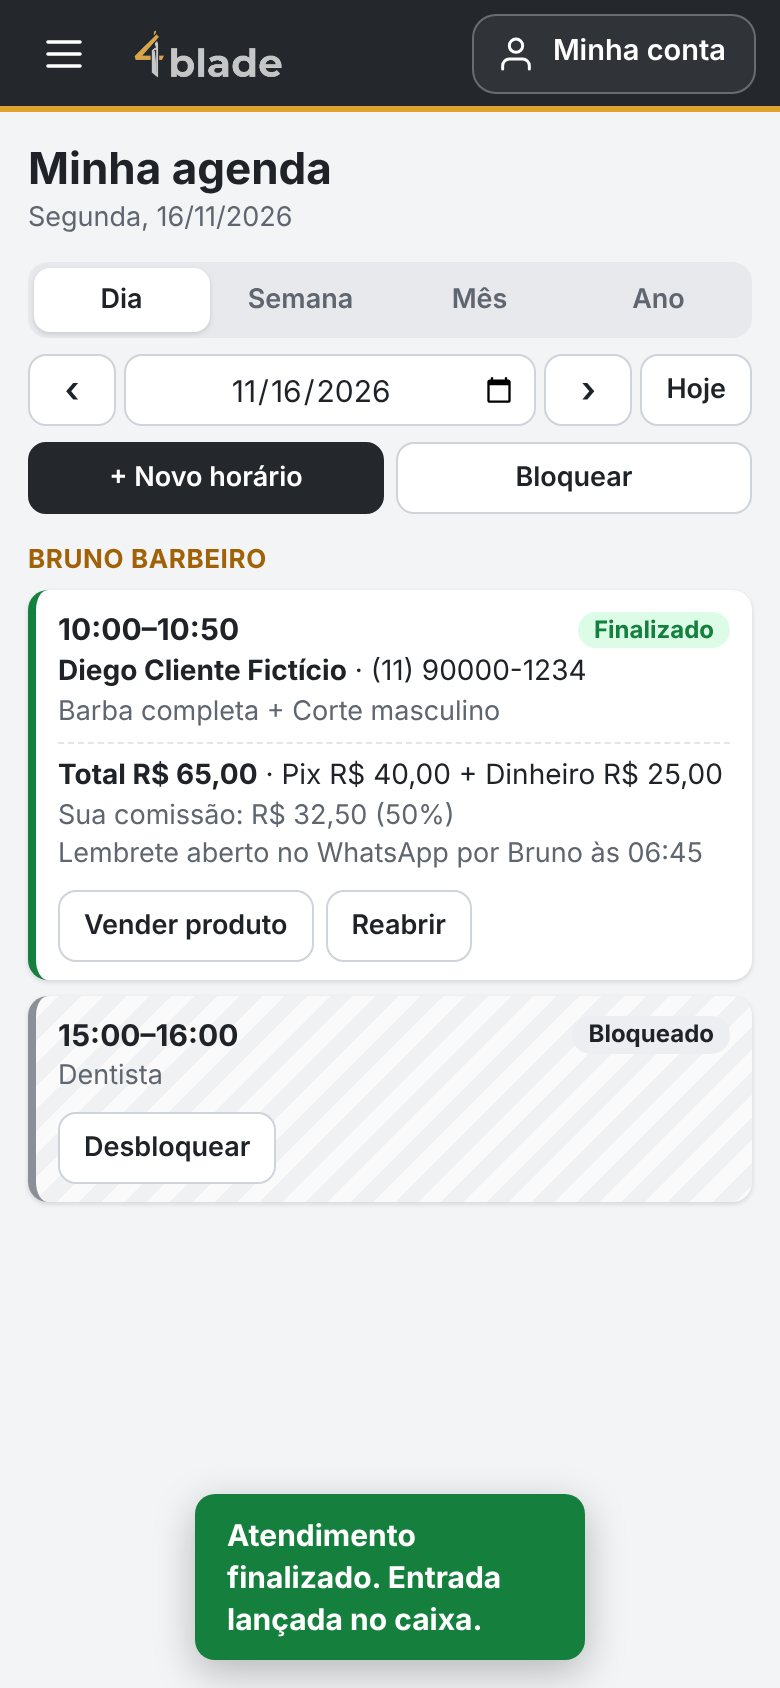 4blade
Minha conta
Minha agenda
Segunda, 16/11/2026
Dia Semana Mês Ano
‹ 11/16/2026 › Hoje
+ Novo horário Bloquear
BRUNO BARBEIRO
10:00–10:50 Finalizado
Diego Cliente Fictício · (11) 90000-1234
Barba completa + Corte masculino
Total R$ 65,00 · Pix R$ 40,00 + Dinheiro R$ 25,00
Sua comissão: R$ 32,50 (50%)
Lembrete aberto no WhatsApp por Bruno às 06:45
Vender produto Reabrir
15:00–16:00 Bloqueado
Dentista
Desbloquear
Atendimento
finalizado. Entrada
lançada no caixa.